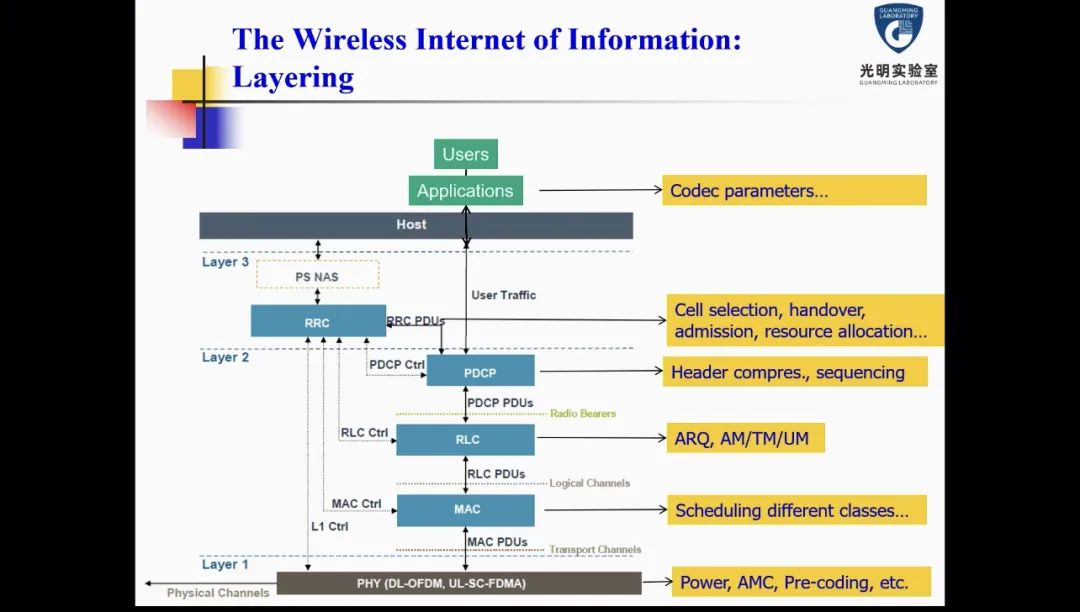 The Wireless Internet of Information:
Layering
GUANGMING
LABORATORY
光明实验室
GUANGMING LABORATORY
Users
Applications
Codec parameters...
Host
Layer 3
PS NAS
User Traffic
RRC
RRC PDUs
Cell selection, handover,
admission, resource allocation...
Layer 2
PDCP Ctrl
PDCP
Header compres., sequencing
PDCP PDUs
Radio Bearers
RLC Ctrl
RLC
ARQ, AM/TM/UM
RLC PDUs
Logical Channels
MAC Ctrl
MAC
Scheduling different classes...
L1 Ctrl
MAC PDUs
Transport Channels
Layer 1
PHY (DL-OFDM, UL-SC-FDMA)
Power, AMC, Pre-coding, etc.
Physical Channels